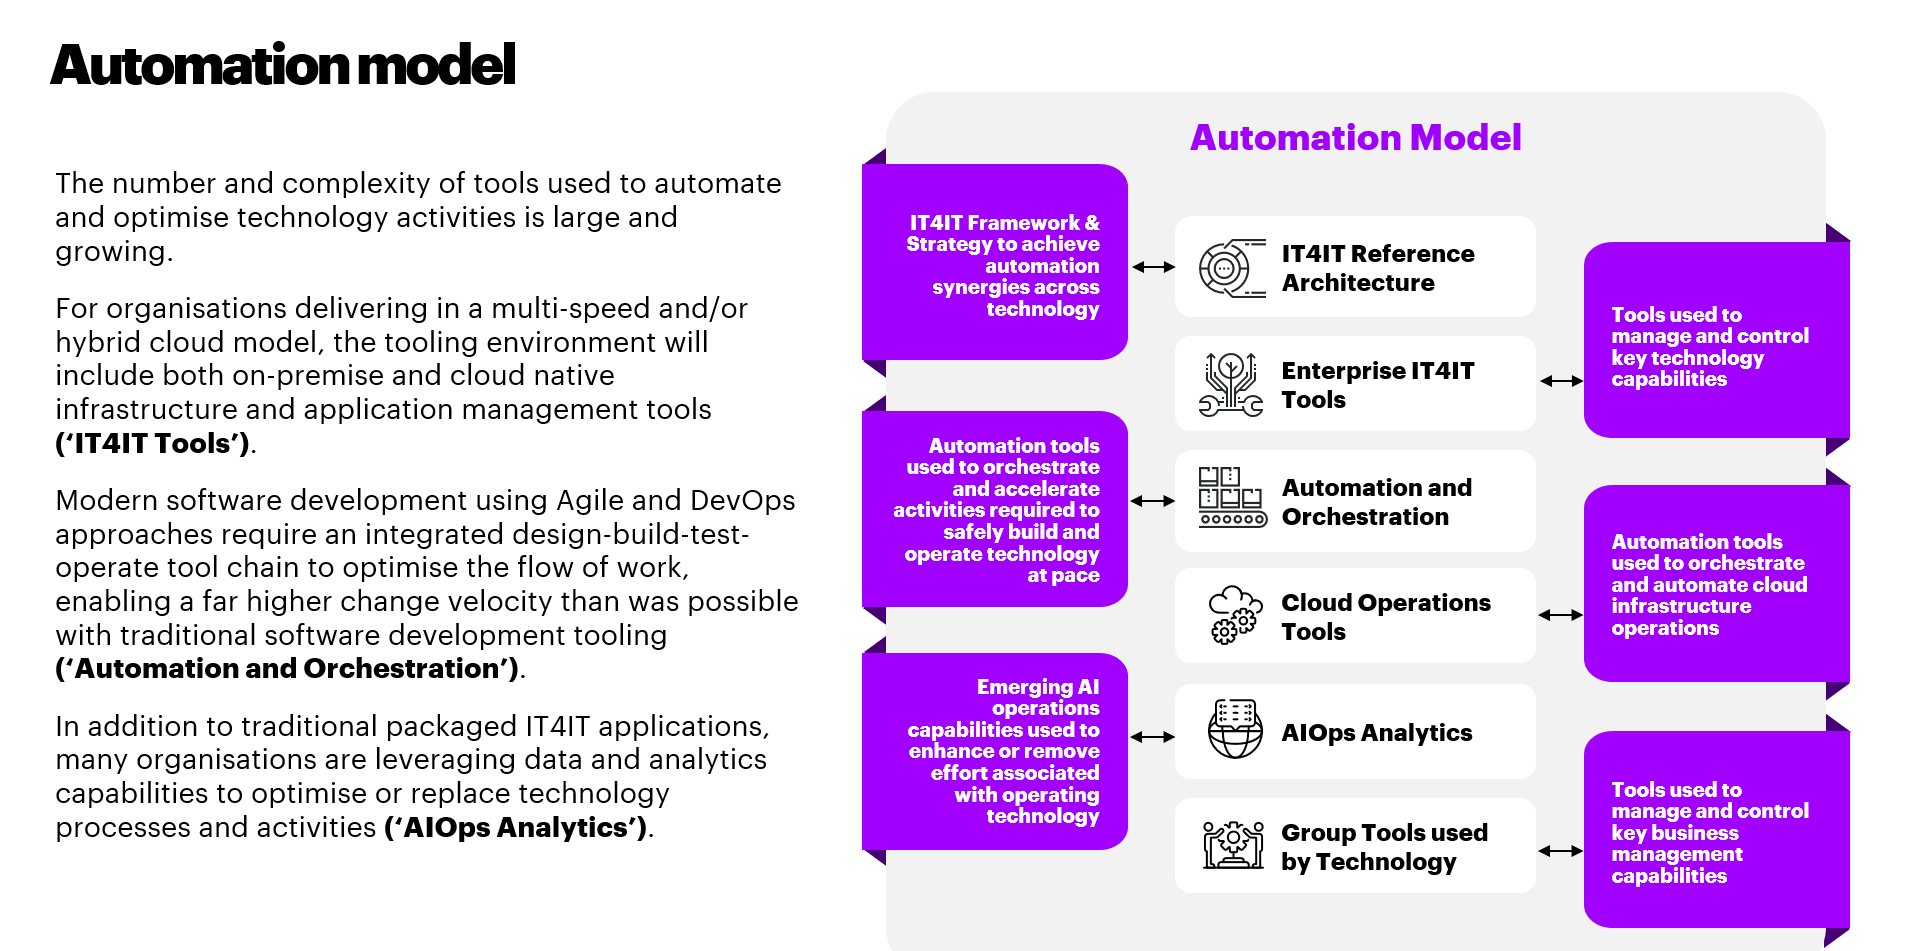 Automation model
The number and complexity of tools used to automate
and optimise technology activities is large and
growing.
For organisations delivering in a multi-speed and/or
hybrid cloud model, the tooling environment will
include both on-premise and cloud native
infrastructure and application management tools
(‘IT4IT Tools’).
Modern software development using Agile and DevOps
approaches require an integrated design-build-test-
operate tool chain to optimise the flow of work,
enabling a far higher change velocity than was possible
with traditional software development tooling
(‘Automation and Orchestration’).
In addition to traditional packaged IT4IT applications,
many organisations are leveraging data and analytics
capabilities to optimise or replace technology
processes and activities (‘AIOps Analytics’).
Automation Model
IT4IT Framework &
Strategy to achieve
automation
synergies across
technology
IT4IT Reference
Architecture
Enterprise IT4IT
Tools
Tools used to
manage and control
key technology
capabilities
Automation tools
used to orchestrate
and accelerate
activities required to
safely build and
operate technology
at pace
Automation and
Orchestration
Cloud Operations
Tools
Automation tools
used to orchestrate
and automate cloud
infrastructure
operations
Emerging AI
operations
capabilities used to
enhance or remove
effort associated
with operating
technology
AIOps Analytics
Group Tools used
by Technology
Tools used to
manage and control
key business
management
capabilities